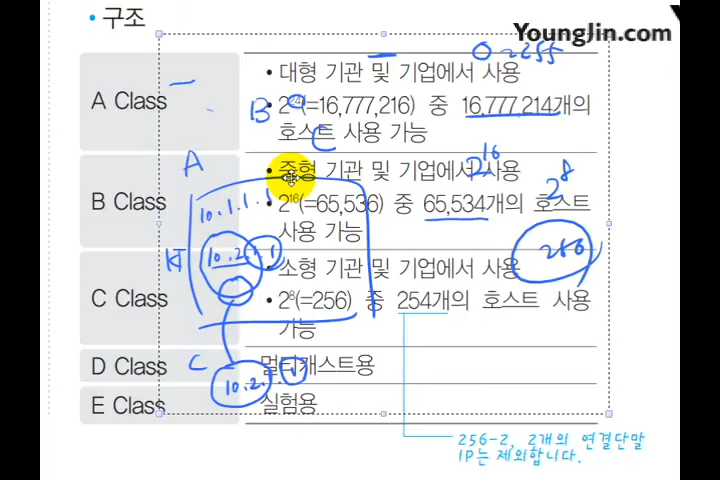 • 구조
YoungJin.com
0~255
A Class
• 대형 기관 및 기업에서 사용
• 2²⁴(=16,777,216) 중 16,777,214개의
호스트 사용 가능
B
C
A
B Class
• 중형 기관 및 기업에서 사용
2¹⁶
2⁸
• 2¹⁶(=65,536) 중 65,534개의 호스트
사용 가능
10.1.1.1
KT
10.2.1.1
256
C Class
• 소형 기관 및 기업에서 사용
• 2⁸(=256) 중 254개의 호스트 사용
가능
D Class
멀티캐스트용
C
10.2.
1
E Class
실험용
256-2, 2개의 연결단말
IP는 제외합니다.